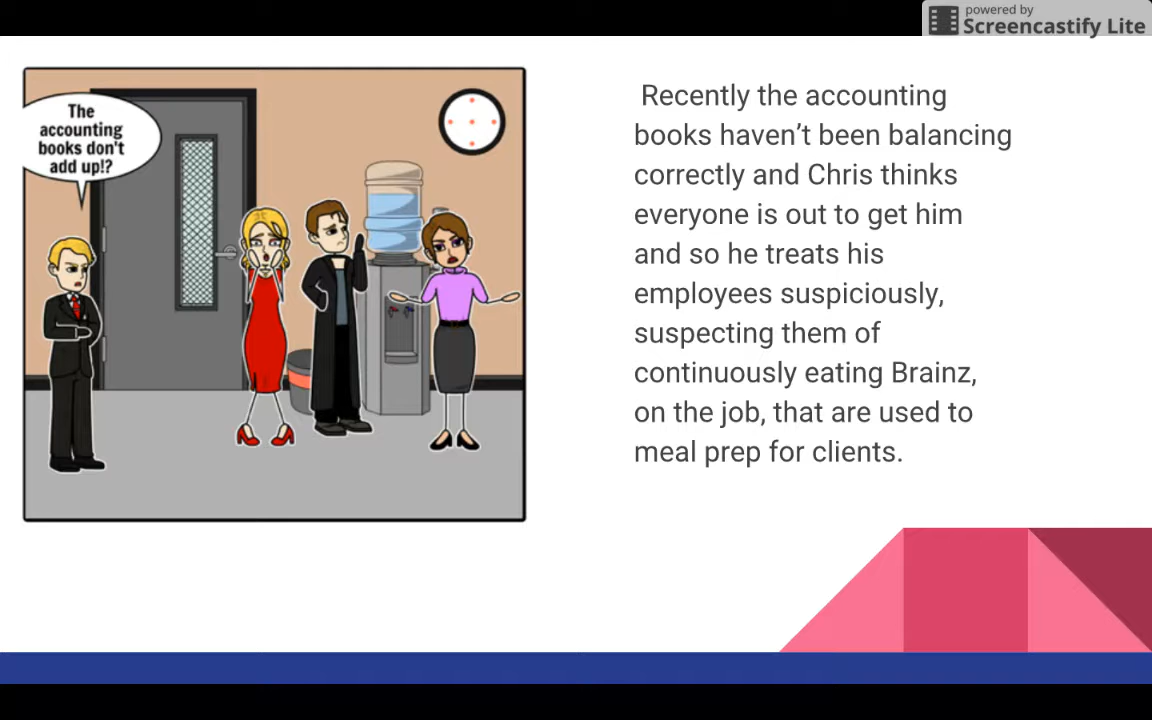 powered by
Screencastify Lite
The
accounting
books don't
add up!?
Recently the accounting
books haven’t been balancing
correctly and Chris thinks
everyone is out to get him
and so he treats his
employees suspiciously,
suspecting them of
continuously eating Brainz,
on the job, that are used to
meal prep for clients.